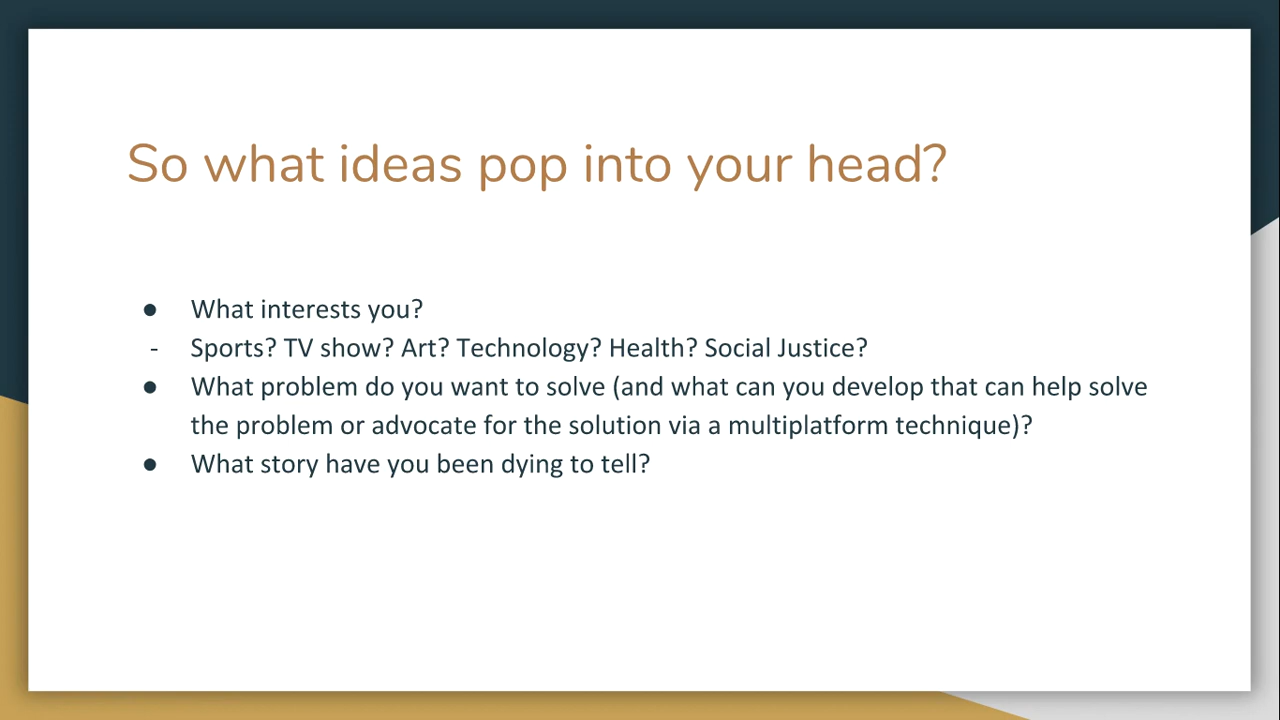 So what ideas pop into your head?
● What interests you?
- Sports? TV show? Art? Technology? Health? Social Justice?
● What problem do you want to solve (and what can you develop that can help solve
the problem or advocate for the solution via a multiplatform technique)?
● What story have you been dying to tell?